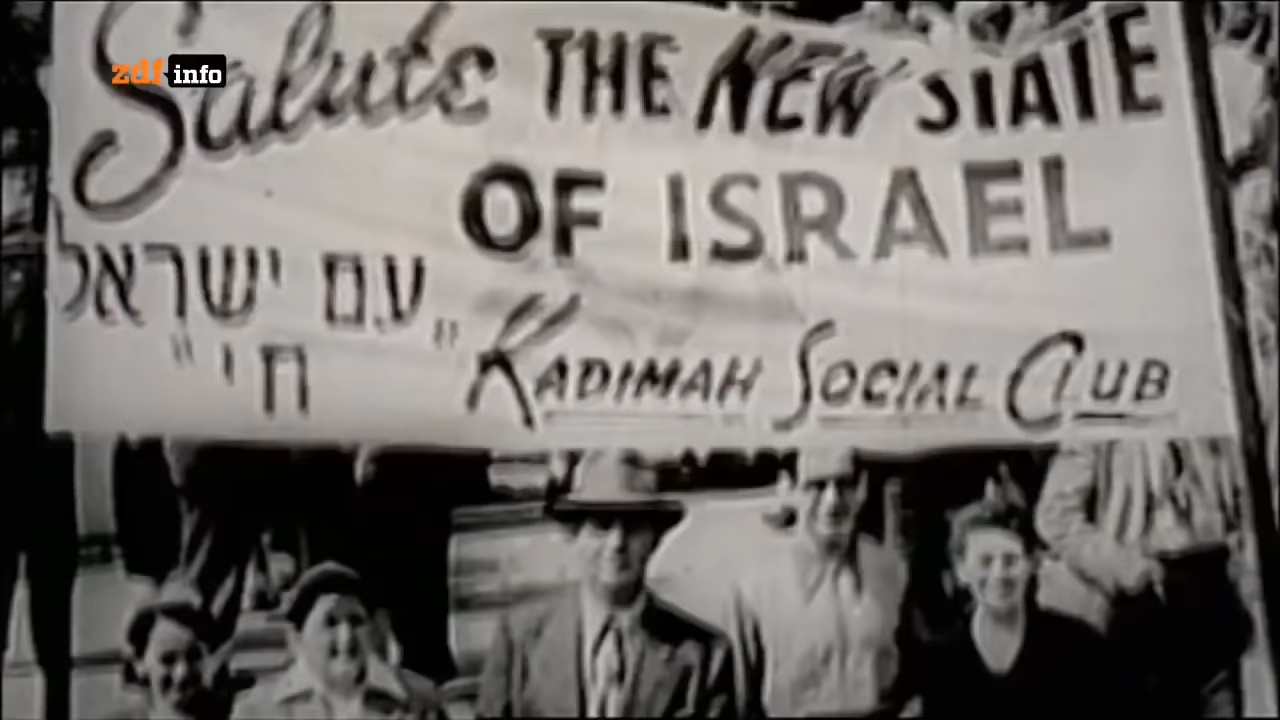 zdf info
Salute THE NEW STATE
OF ISRAEL
„עם ישראל
חי"
KADIMAH SOCIAL CLUB